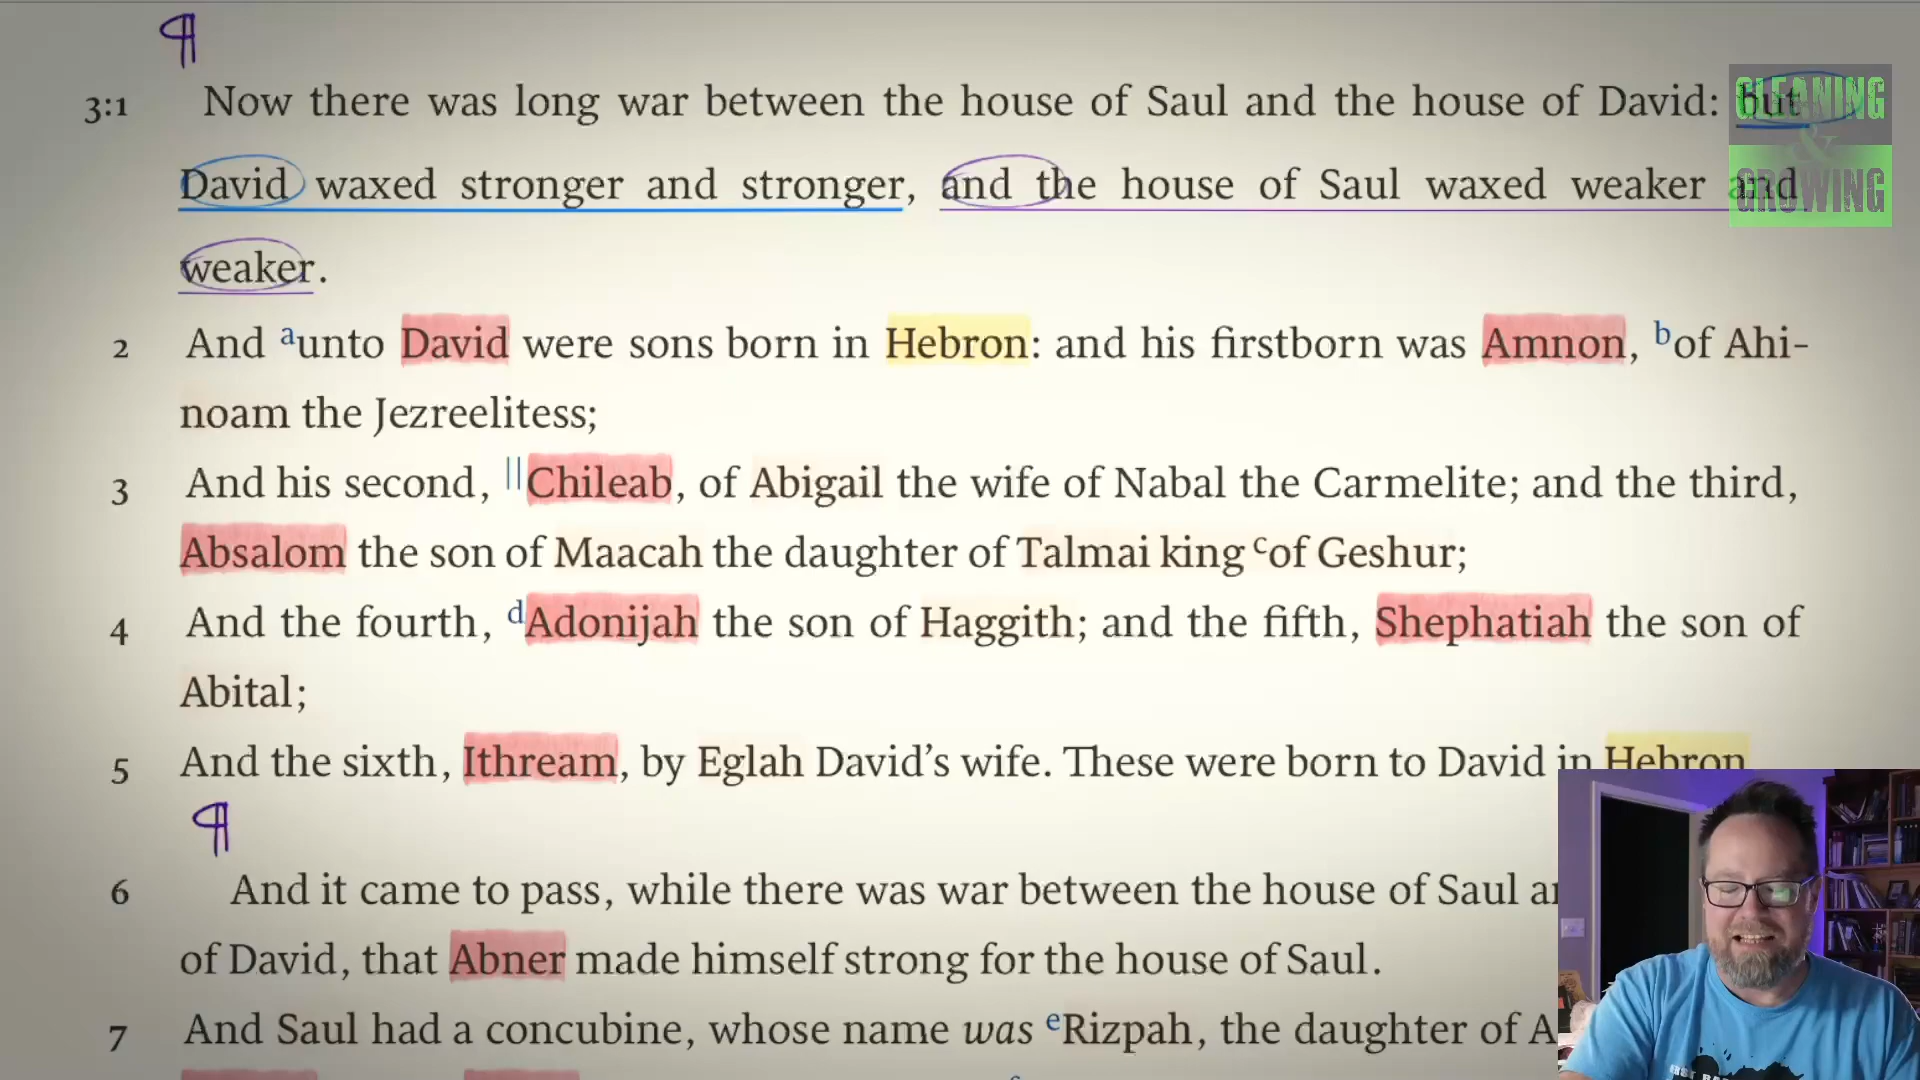 ¶
3:1 Now there was long war between the house of Saul and the house of David: but
David waxed stronger and stronger, and the house of Saul waxed weaker and
weaker.
2 And ᵃunto David were sons born in Hebron: and his firstborn was Amnon, ᵇof Ahi-
noam the Jezreelitess;
3 And his second, ||Chileab, of Abigail the wife of Nabal the Carmelite; and the third,
Absalom the son of Maacah the daughter of Talmai king ᶜof Geshur;
4 And the fourth, ᵈAdonijah the son of Haggith; and the fifth, Shephatiah the son of
Abital;
5 And the sixth, Ithream, by Eglah David’s wife. These were born to David in Hebron
¶
6 And it came to pass, while there was war between the house of Saul
of David, that Abner made himself strong for the house of Saul.
7 And Saul had a concubine, whose name was ᵉRizpah, the daughter of
GLEANING
&
GROWING